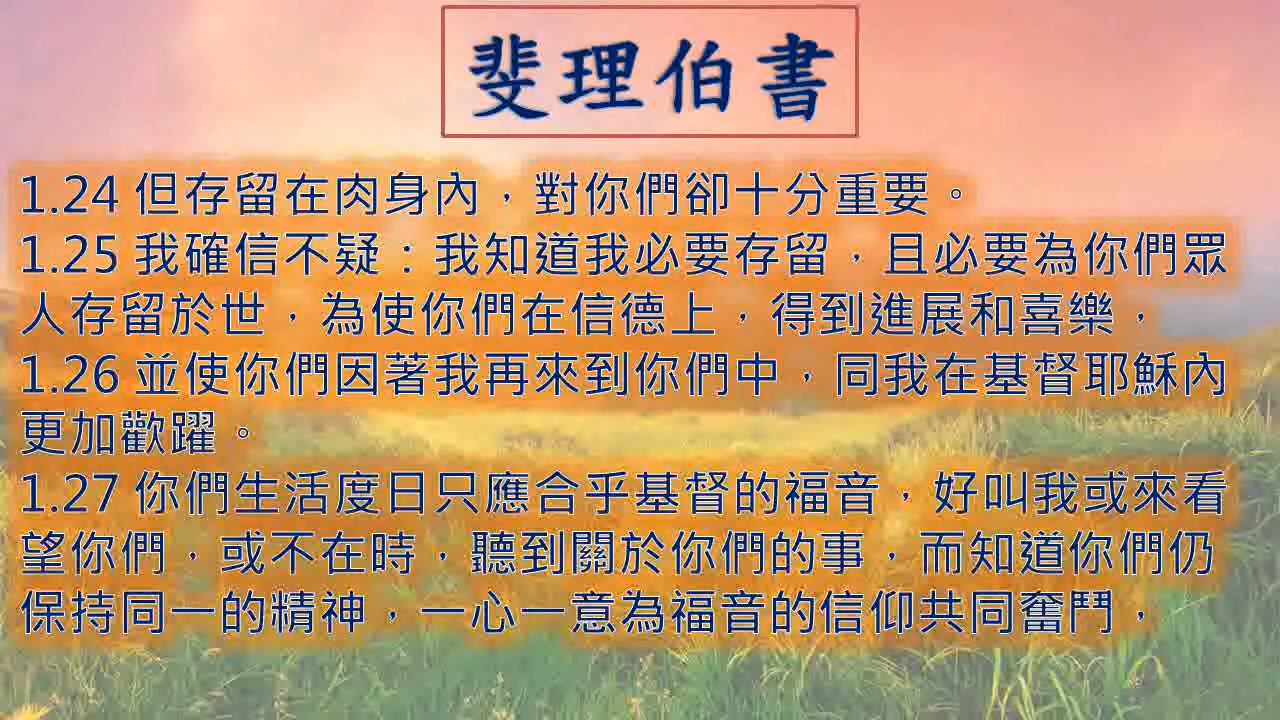 斐理伯書
1.24 但存留在肉身內，對你們卻十分重要。
1.25 我確信不疑：我知道我必要存留，且必要為你們眾
人存留於世，為使你們在信德上，得到進展和喜樂，
1.26 並使你們因著我再來到你們中，同我在基督耶穌內
更加歡躍。
1.27 你們生活度日只應合乎基督的福音，好叫我或來看
望你們，或不在時，聽到關於你們的事，而知道你們仍
保持同一的精神，一心一意為福音的信仰共同奮鬥，